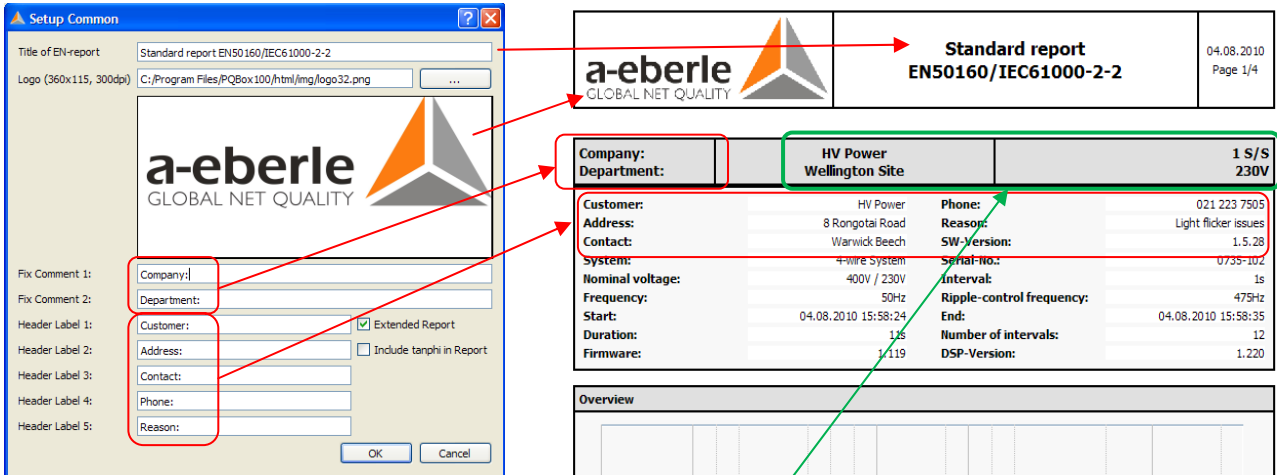 Setup Common
Title of EN-report Standard report EN50160/IEC61000-2-2
Logo (360x115, 300dpi) C:/Program Files/PQBox100/html/img/logo32.png ...
a-eberle
GLOBAL NET QUALITY
Fix Comment 1: Company:
Fix Comment 2: Department:
Header Label 1: Customer: Extended Report
Header Label 2: Address: Include tanphi in Report
Header Label 3: Contact:
Header Label 4: Phone:
Header Label 5: Reason:
OK Cancel
a-eberle
GLOBAL NET QUALITY
Standard report
EN50160/IEC61000-2-2
04.08.2010
Page 1/4
Company: HV Power 1 S/S
Department: Wellington Site 230V
Customer: HV Power Phone: 021 223 7505
Address: 8 Rongotai Road Reason: Light flicker issues
Contact: Warwick Beech SW-Version: 1.5.28
System: 4-wire System Serial-No.: 0735-102
Nominal voltage: 400V / 230V Interval: 1s
Frequency: 50Hz Ripple-control frequency: 475Hz
Start: 04.08.2010 15:58:24 End: 04.08.2010 15:58:35
Duration: 11s Number of intervals: 12
Firmware: 1.119 DSP-Version: 1.220
Overview